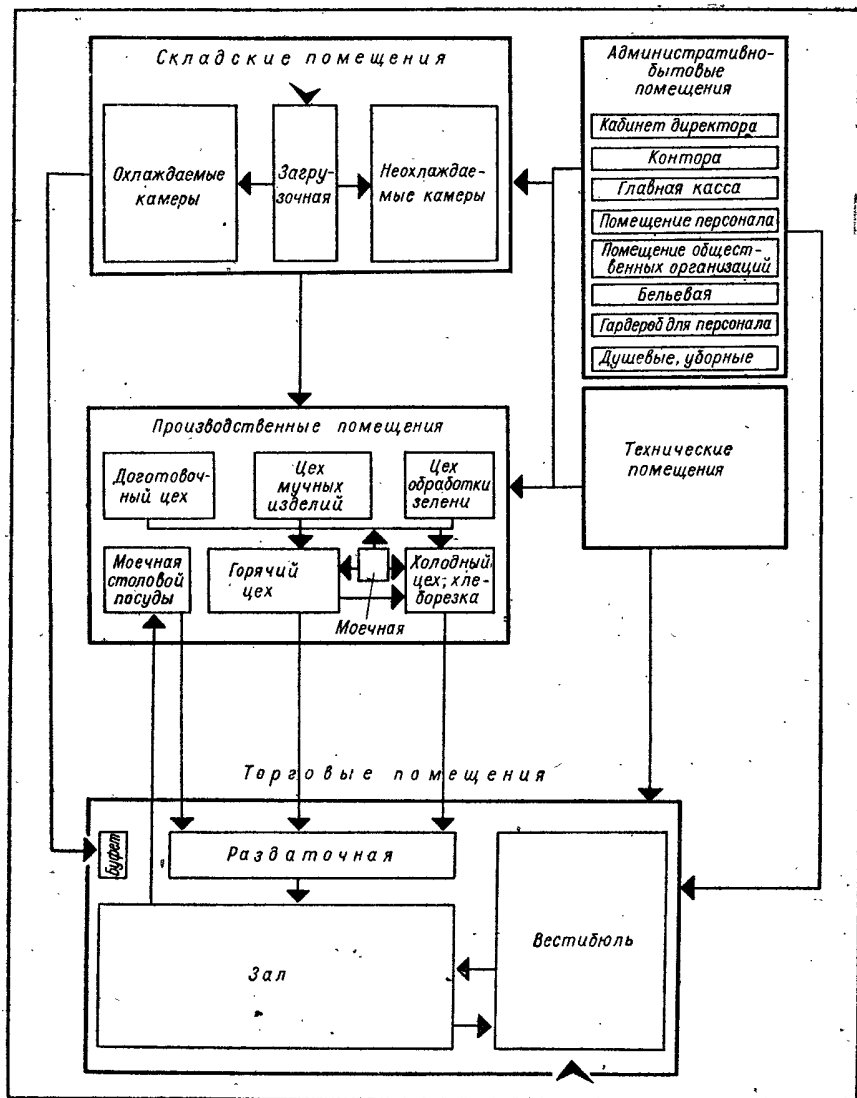 Складские помещения
Охлаждаемые
камеры
Загру-
зочная
Неохлаждае-
мые камеры
Административно-
бытовые
помещения
Кабинет директора
Контора
Главная касса
Помещение персонала
Помещение общест-
венных организаций
Бельевая
Гардероб для персонала
Душевые, уборные
Технические
помещения
Производственные помещения
Доготовоч-
ный цех
Цех
мучных
изделий
Цех
обработки
зелени
Моечная
столовой
посуды
Горячий
цех
Холодный
цех; хле-
борезка
Моечная
Торговые помещения
Буфет
Раздаточная
Зал
Вестибюль